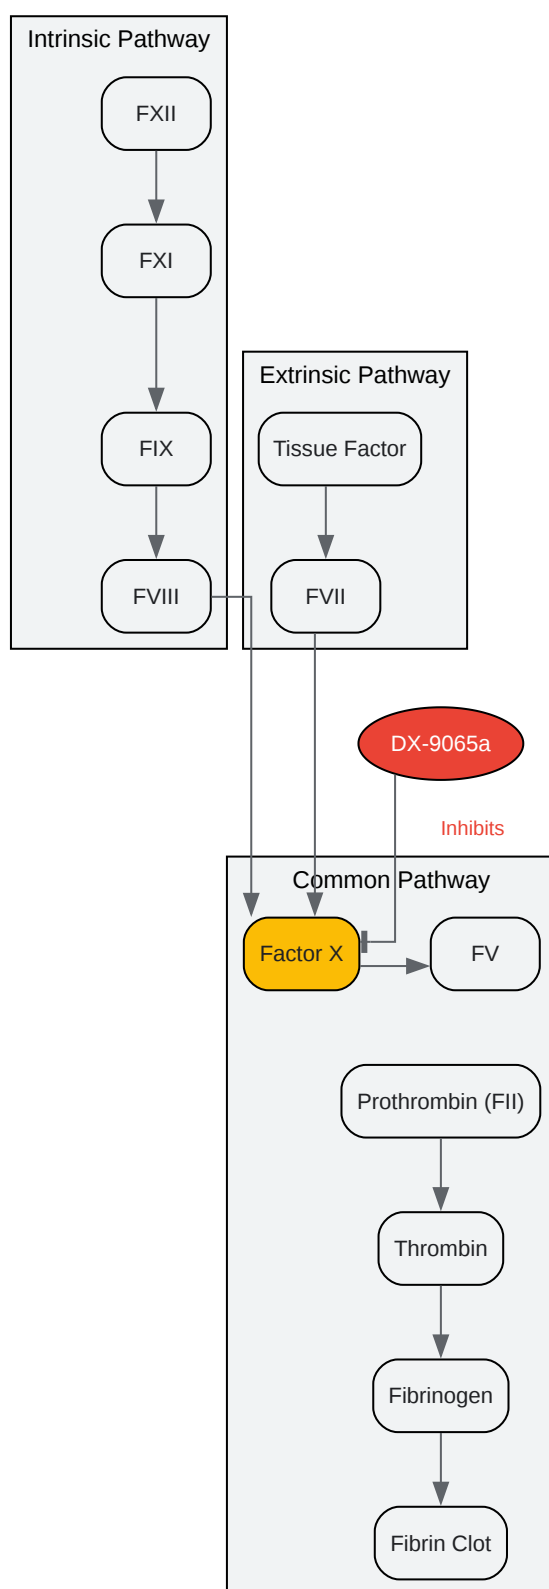 Intrinsic Pathway
FXII
FXI
FIX
FVIII
Extrinsic Pathway
Tissue Factor
FVII
DX-9065a
Inhibits
Common Pathway
Factor X
FV
Prothrombin (FII)
Thrombin
Fibrinogen
Fibrin Clot